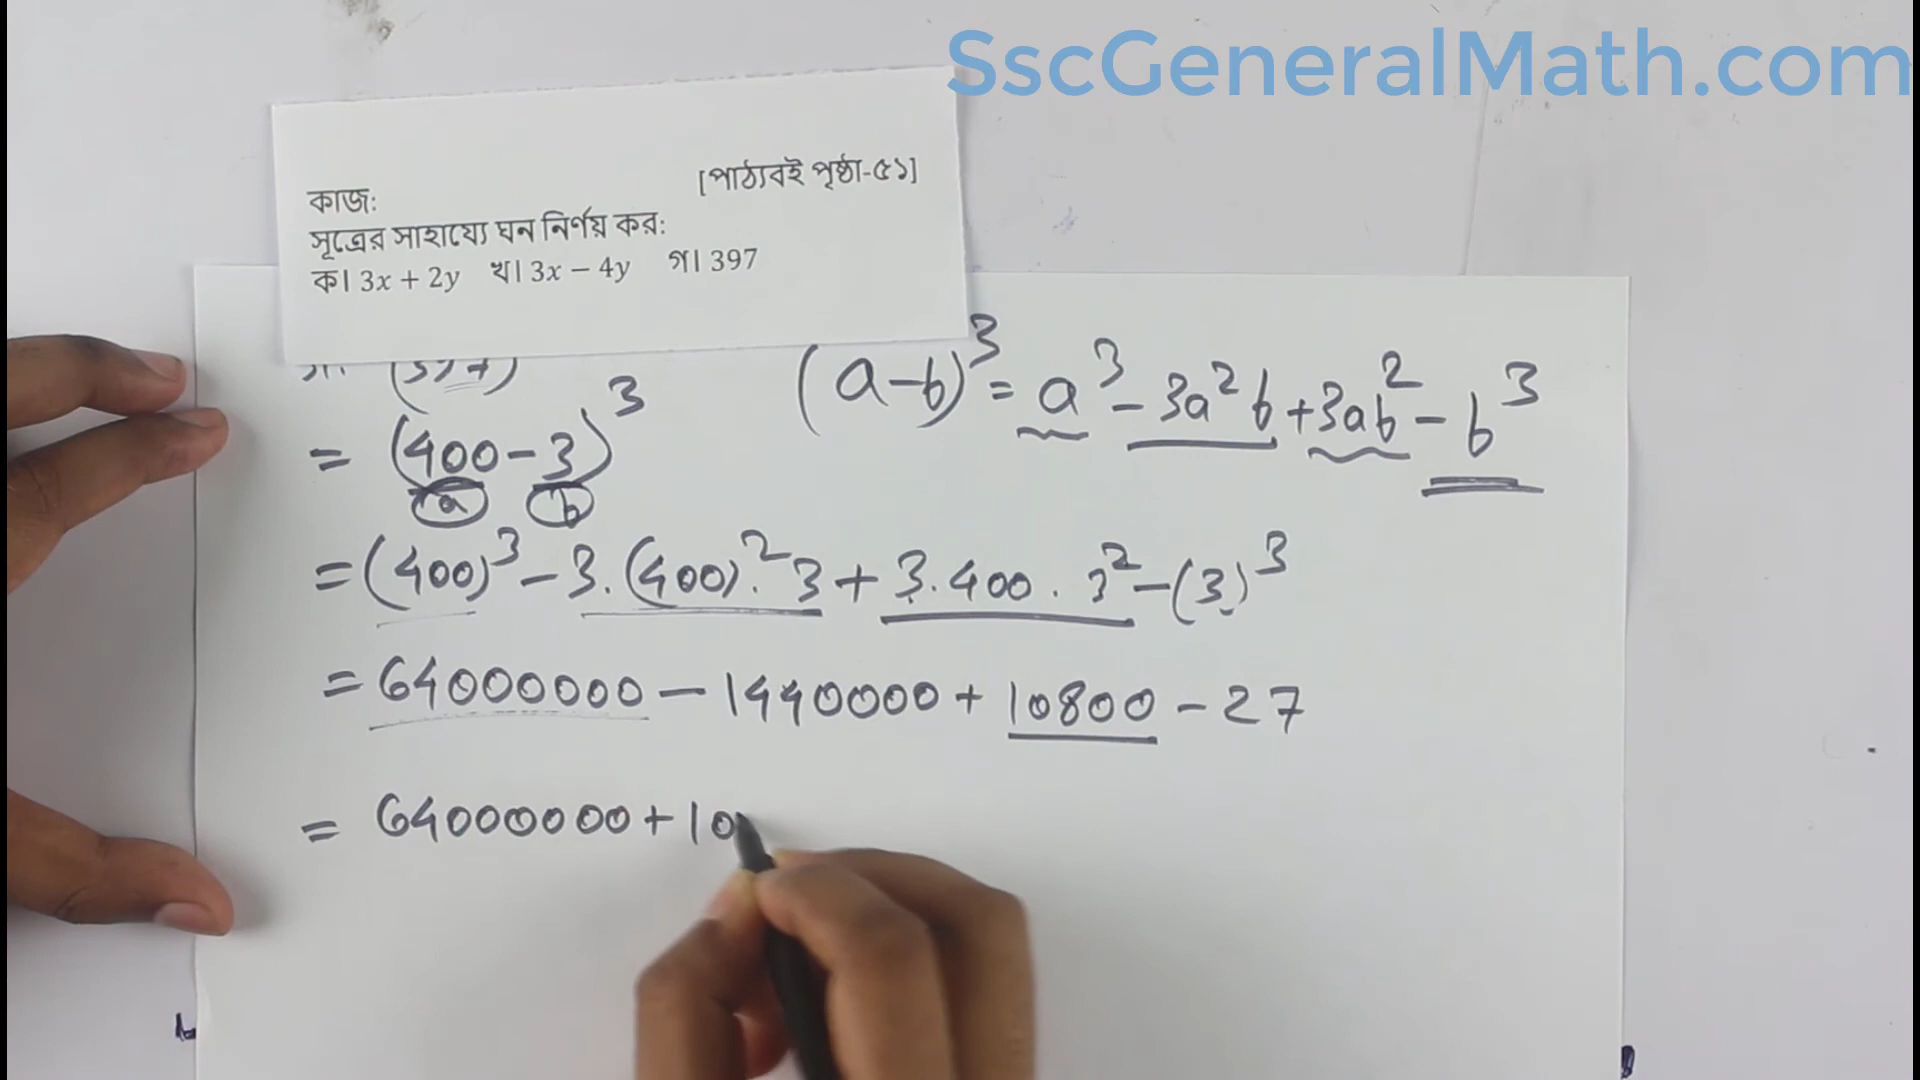 SscGeneralMath.com
[পাঠ্যবই পৃষ্ঠা-৫১]
কাজ:
সূত্রের সাহায্যে ঘন নির্ণয় কর:
ক। 3x + 2y খ। 3x − 4y গ। 397
(a-b)³ = a³ - 3a²b + 3ab² - b³
= (400-3)³
a b
= (400)³ - 3.(400).² 3 + 3.400.3² - (3)³
= 64000000 - 1440000 + 10800 - 27
= 64000000 + 10